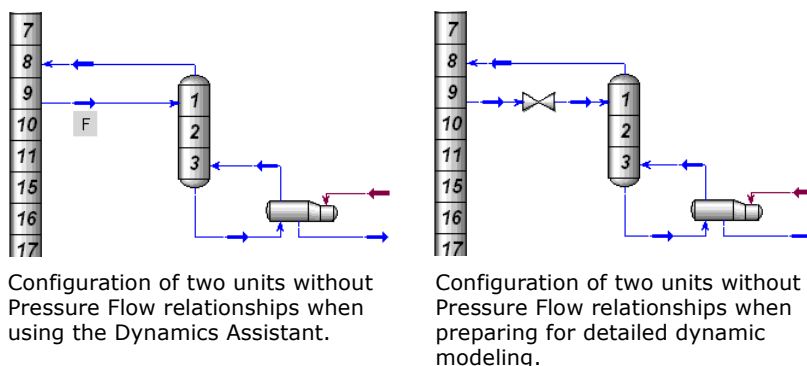 7
8
9
10
11
15
16
17
1
2
3
F
Configuration of two units without
Pressure Flow relationships when
using the Dynamics Assistant.
7
8
9
10
11
15
16
17
1
2
3
Configuration of two units without
Pressure Flow relationships when
preparing for detailed dynamic
modeling.